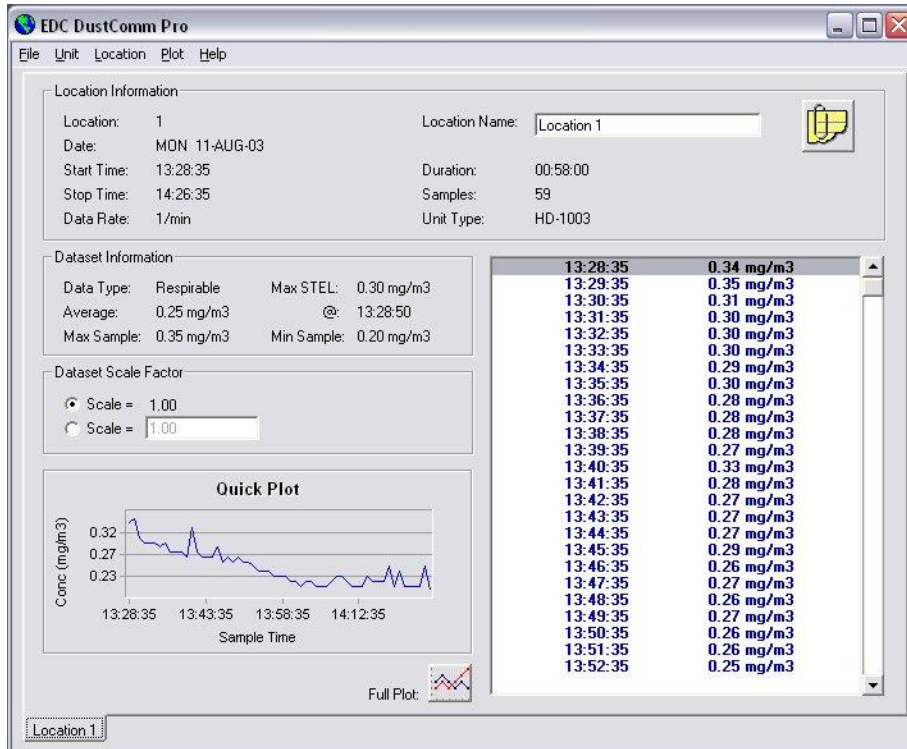 EDC DustComm Pro
File Unit Location Plot Help
Location Information
Location: 1
Location Name: Location 1
Date: MON 11-AUG-03
Start Time: 13:28:35
Duration: 00:58:00
Stop Time: 14:26:35
Samples: 59
Data Rate: 1/min
Unit Type: HD-1003
Dataset Information
Data Type: Respirable Max STEL: 0.30 mg/m3
Average: 0.25 mg/m3 @: 13:28:50
Max Sample: 0.35 mg/m3 Min Sample: 0.20 mg/m3
Dataset Scale Factor
Scale = 1.00
Scale = 1.00
Quick Plot
Conc (mg/m3)
0.32
0.27
0.23
13:28:35 13:43:35 13:58:35 14:12:35
Sample Time
Full Plot:
13:28:35 0.34 mg/m3
13:29:35 0.35 mg/m3
13:30:35 0.31 mg/m3
13:31:35 0.30 mg/m3
13:32:35 0.30 mg/m3
13:33:35 0.30 mg/m3
13:34:35 0.29 mg/m3
13:35:35 0.30 mg/m3
13:36:35 0.28 mg/m3
13:37:35 0.28 mg/m3
13:38:35 0.28 mg/m3
13:39:35 0.27 mg/m3
13:40:35 0.33 mg/m3
13:41:35 0.28 mg/m3
13:42:35 0.27 mg/m3
13:43:35 0.27 mg/m3
13:44:35 0.27 mg/m3
13:45:35 0.29 mg/m3
13:46:35 0.26 mg/m3
13:47:35 0.27 mg/m3
13:48:35 0.26 mg/m3
13:49:35 0.27 mg/m3
13:50:35 0.26 mg/m3
13:51:35 0.26 mg/m3
13:52:35 0.25 mg/m3
Location 1